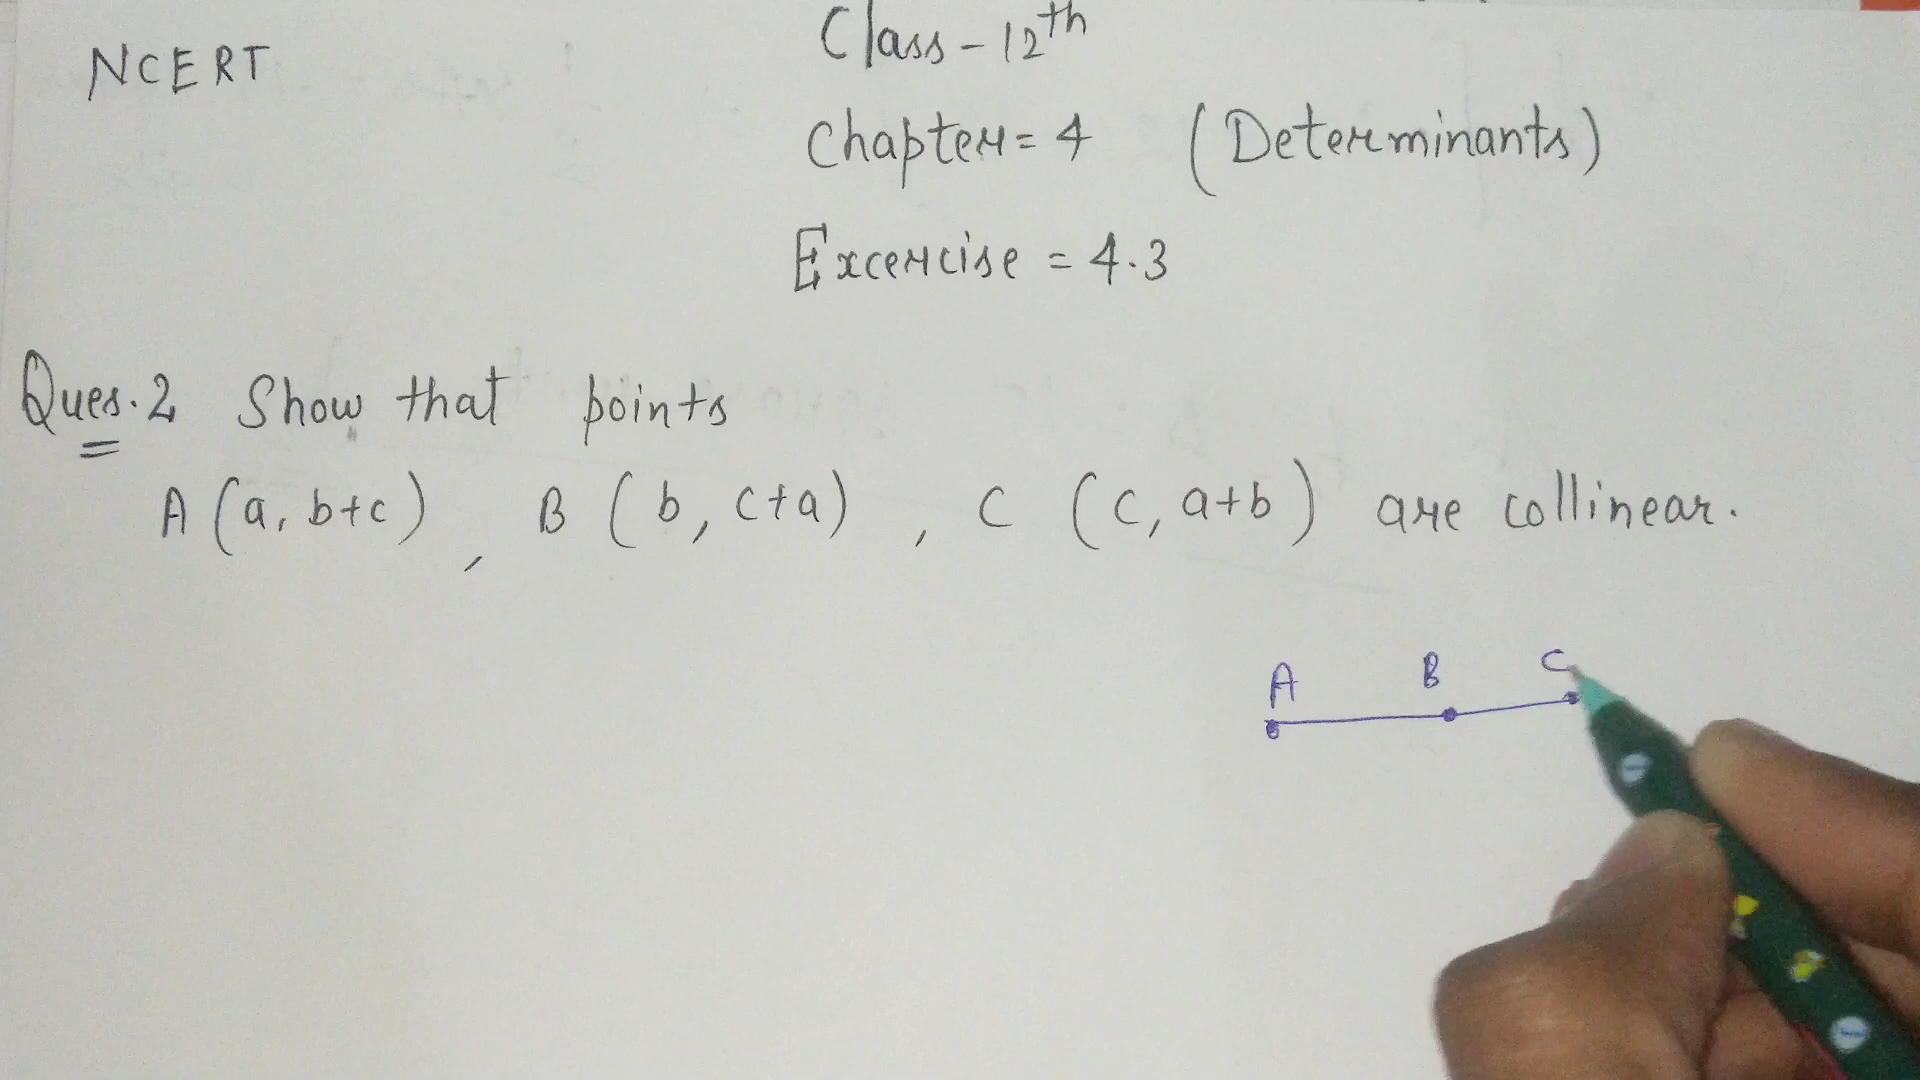 NCERT
Class - 12th
Chapter = 4 (Determinants)
Excercise = 4.3
Ques. 2 Show that points
A (a, b+c) , B (b, c+a) , C (c, a+b) are collinear.
A B C